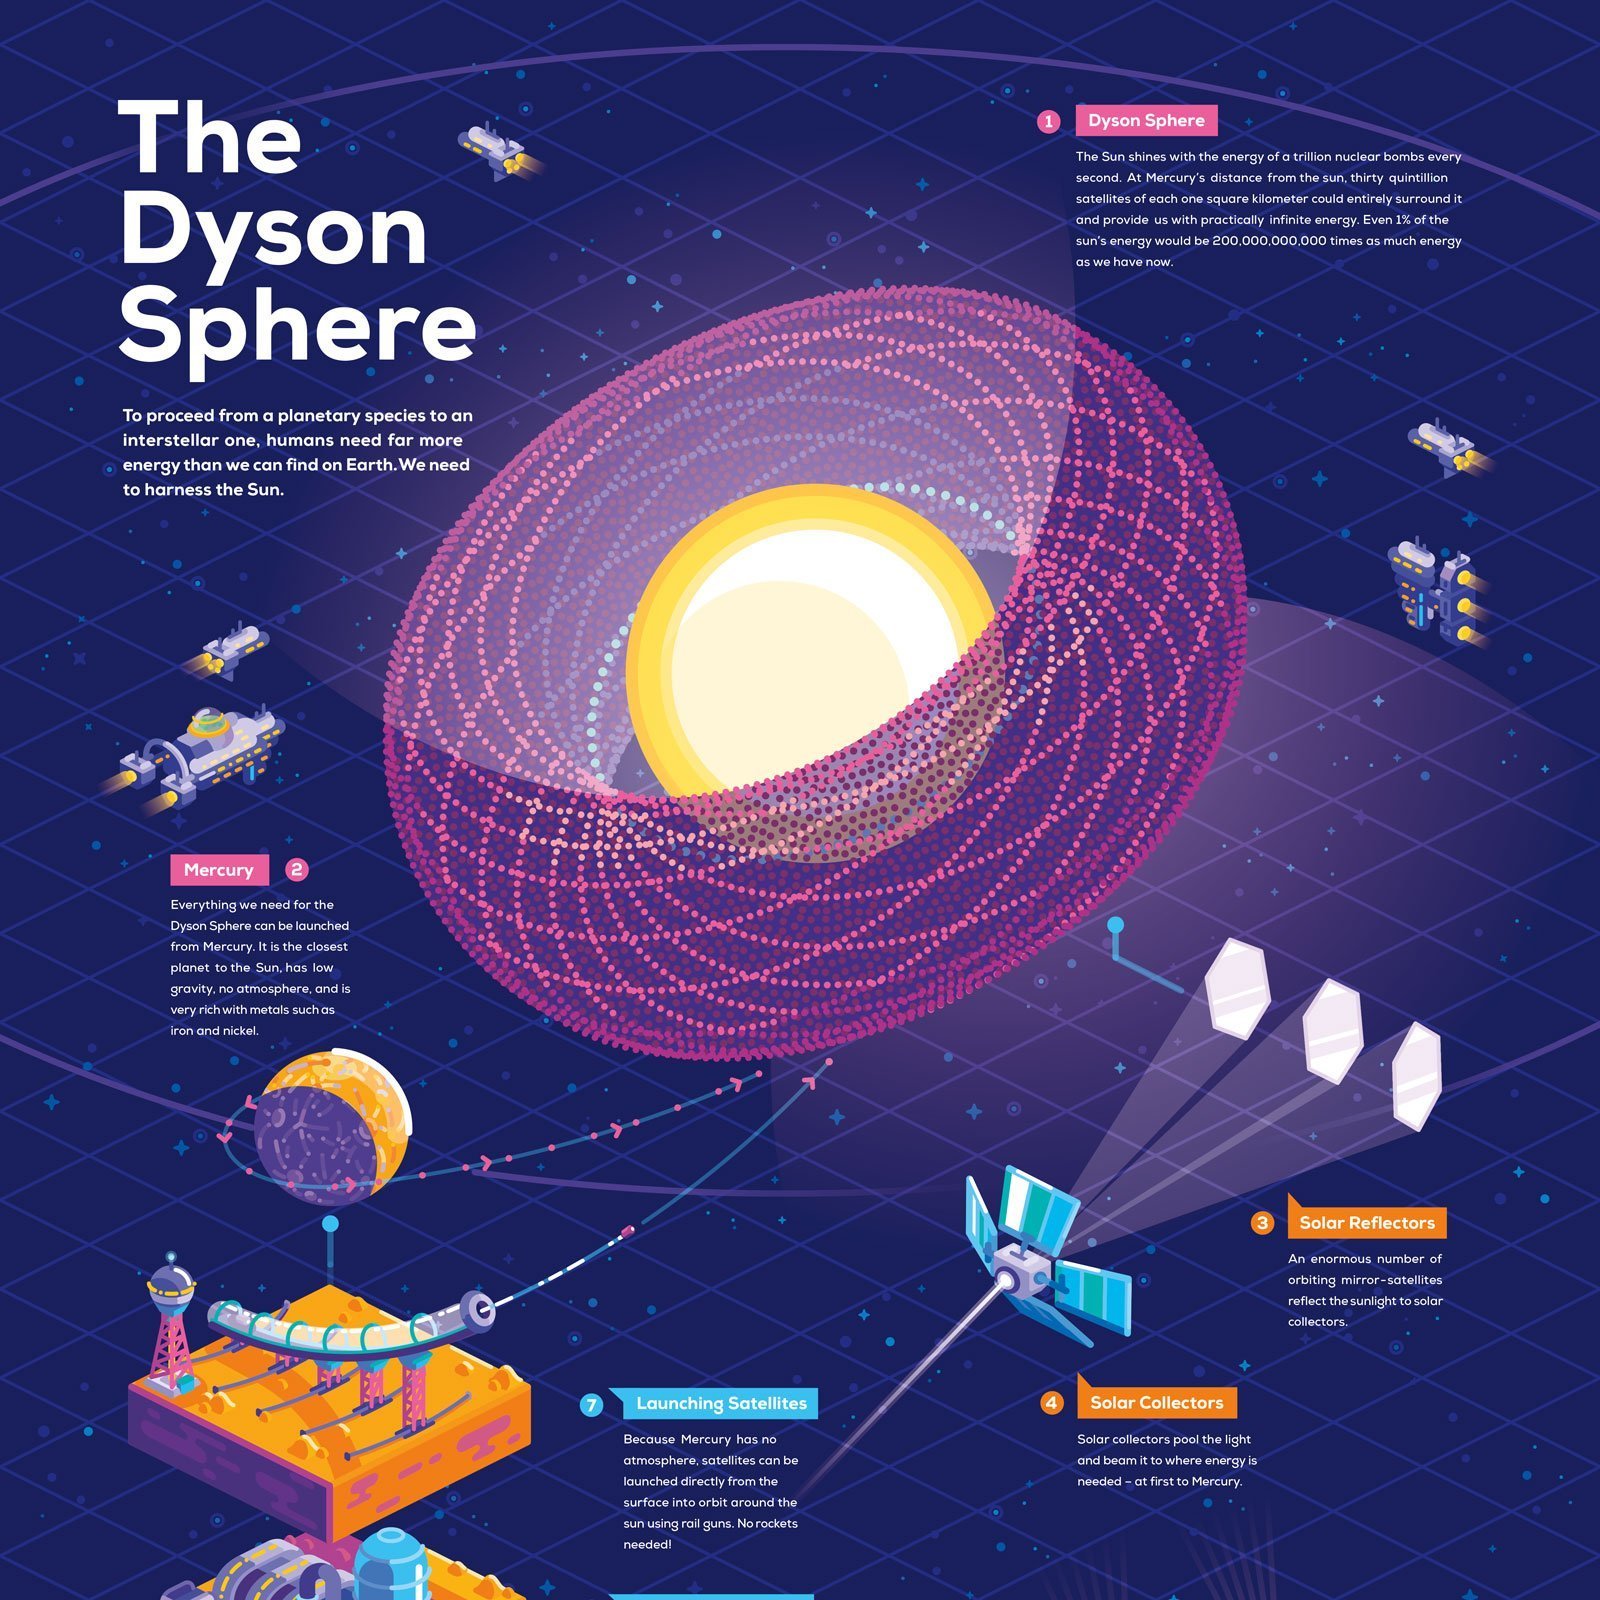 The
Dyson
Sphere
To proceed from a planetary species to an
interstellar one, humans need far more
energy than we can find on Earth. We need
to harness the Sun.
1 Dyson Sphere
The Sun shines with the energy of a trillion nuclear bombs every
second. At Mercury's distance from the sun, thirty quintillion
satellites of each one square kilometer could entirely surround it
and provide us with practically infinite energy. Even 1% of the
sun's energy would be 200,000,000,000 times as much energy
as we have now.
Mercury 2
Everything we need for the
Dyson Sphere can be launched
from Mercury. It is the closest
planet to the Sun, has low
gravity, no atmosphere, and is
very rich with metals such as
iron and nickel.
3 Solar Reflectors
An enormous number of
orbiting mirror-satellites
reflect the sunlight to solar
collectors.
4 Solar Collectors
Solar collectors pool the light
and beam it to where energy is
needed – at first to Mercury.
7 Launching Satellites
Because Mercury has no
atmosphere, satellites can be
launched directly from the
surface into orbit around the
sun using rail guns. No rockets
needed!